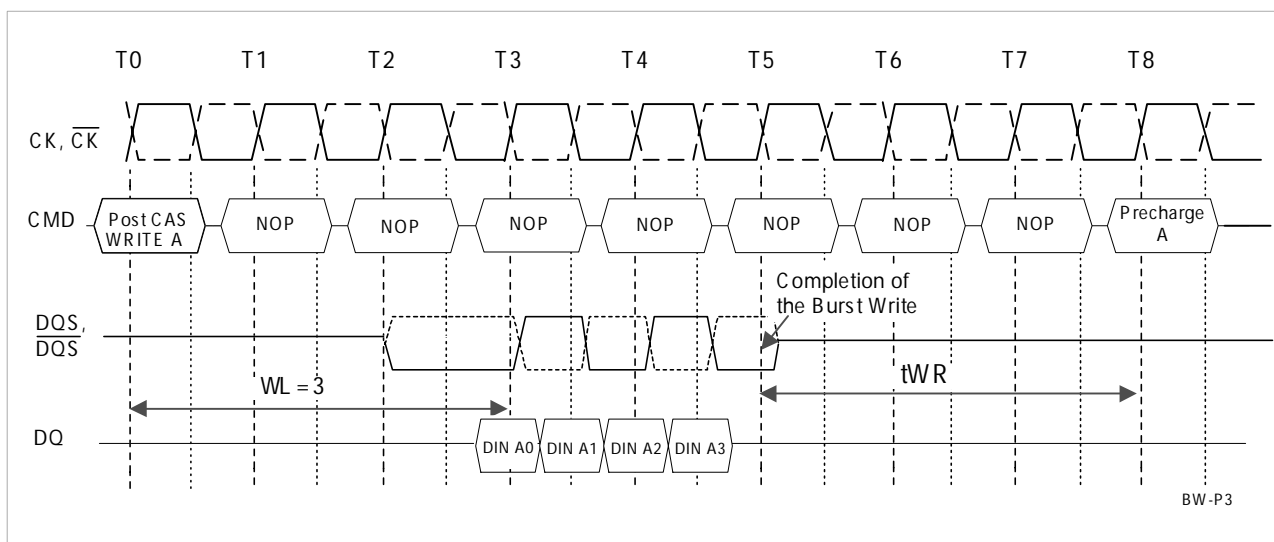 T0 T1 T2 T3 T4 T5 T6 T7 T8
CK, CK
CMD
Post CAS
WRITE A
NOP NOP NOP NOP NOP NOP NOP
Precharge
A
Completion of
the Burst Write
DQS,
DQS
WL = 3
tWR
DQ
DIN A0 DIN A1 DIN A2 DIN A3
BW-P3